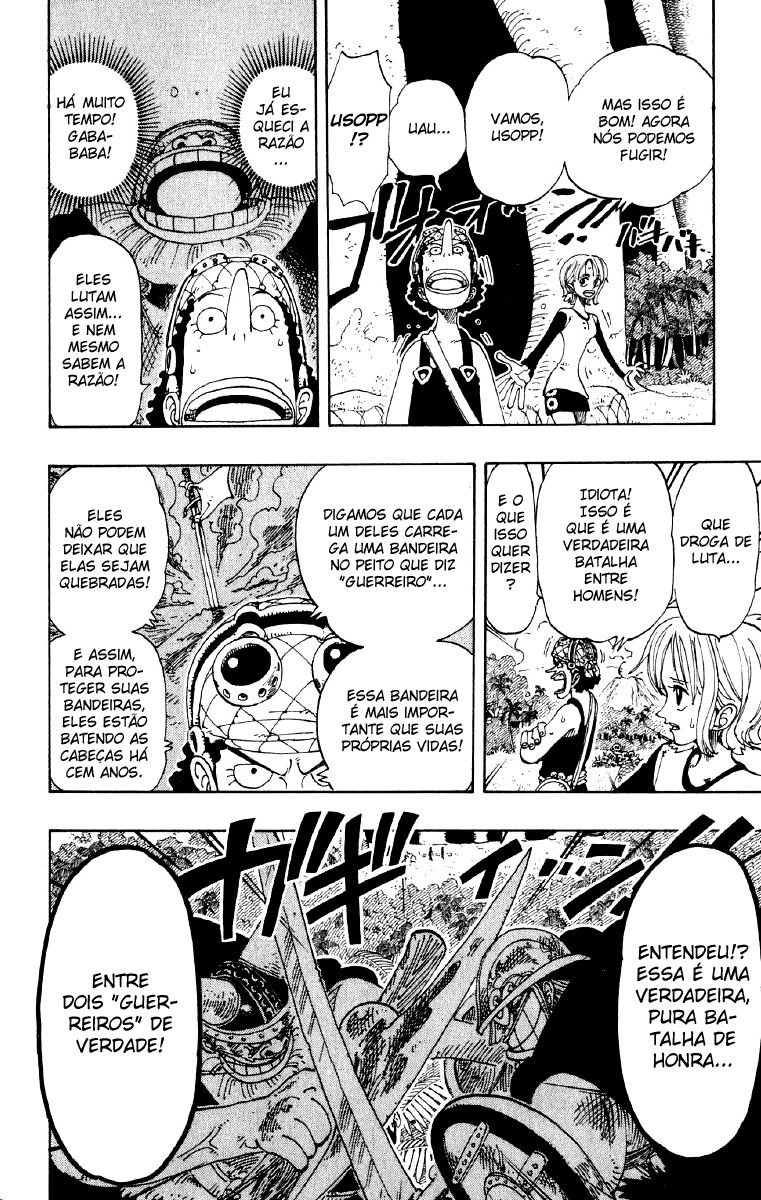 MAS ISSO É
BOM! AGORA
NÓS PODEMOS
FUGIR!
VAMOS,
USOPP!
UAU...
USOPP
!?
EU
JÁ ES-
QUECI A
RAZÃO
...
HÁ MUITO
TEMPO! GABA-
BABA!
ELES
LUTAM
ASSIM...
E NEM
MESMO
SABEM A
RAZÃO!
QUE
DROGA DE
LUTA...
IDIOTA!
ISSO É
QUE É UMA
VERDADEIRA
BATALHA
ENTRE
HOMENS!
E O
QUE
ISSO
QUER
DIZER
?
DIGAMOS QUE CADA
UM DELES CARRE-
GA UMA BANDEIRA
NO PEITO QUE DIZ
"GUERREIRO"...
ESSA BANDEIRA
É MAIS IMPOR-
TANTE QUE SUAS
PRÓPRIAS VIDAS!
ELES
NÃO PODEM
DEIXAR QUE
ELAS SEJAM
QUEBRADAS!
E ASSIM,
PARA PRO-
TEGER SUAS
BANDEIRAS,
ELES ESTÃO
BATENDO AS
CABEÇAS HÁ
CEM ANOS.
ィ...ン
ガギ
ENTENDEU!?
ESSA É UMA
VERDADEIRA,
PURA BA-
TALHA DE
HONRA...
ENTRE
DOIS "GUER-
REIROS" DE
VERDADE!